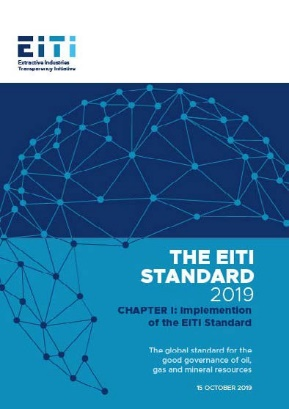 EITI
Extractive Industries
Transparency Initiative
THE EITI
STANDARD
2019
CHAPTER I: Implemention
of the EITI Standard
The global standard for the
good governance of oil,
gas and mineral resources
15 OCTOBER 2019